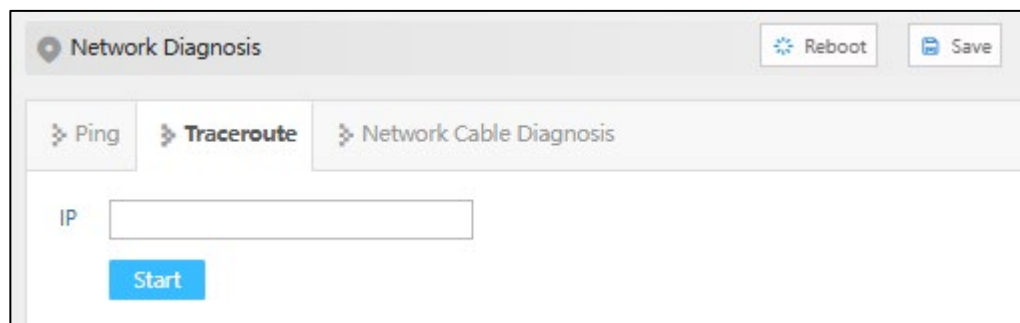 Network Diagnosis Reboot Save
Ping Traceroute Network Cable Diagnosis
IP
Start